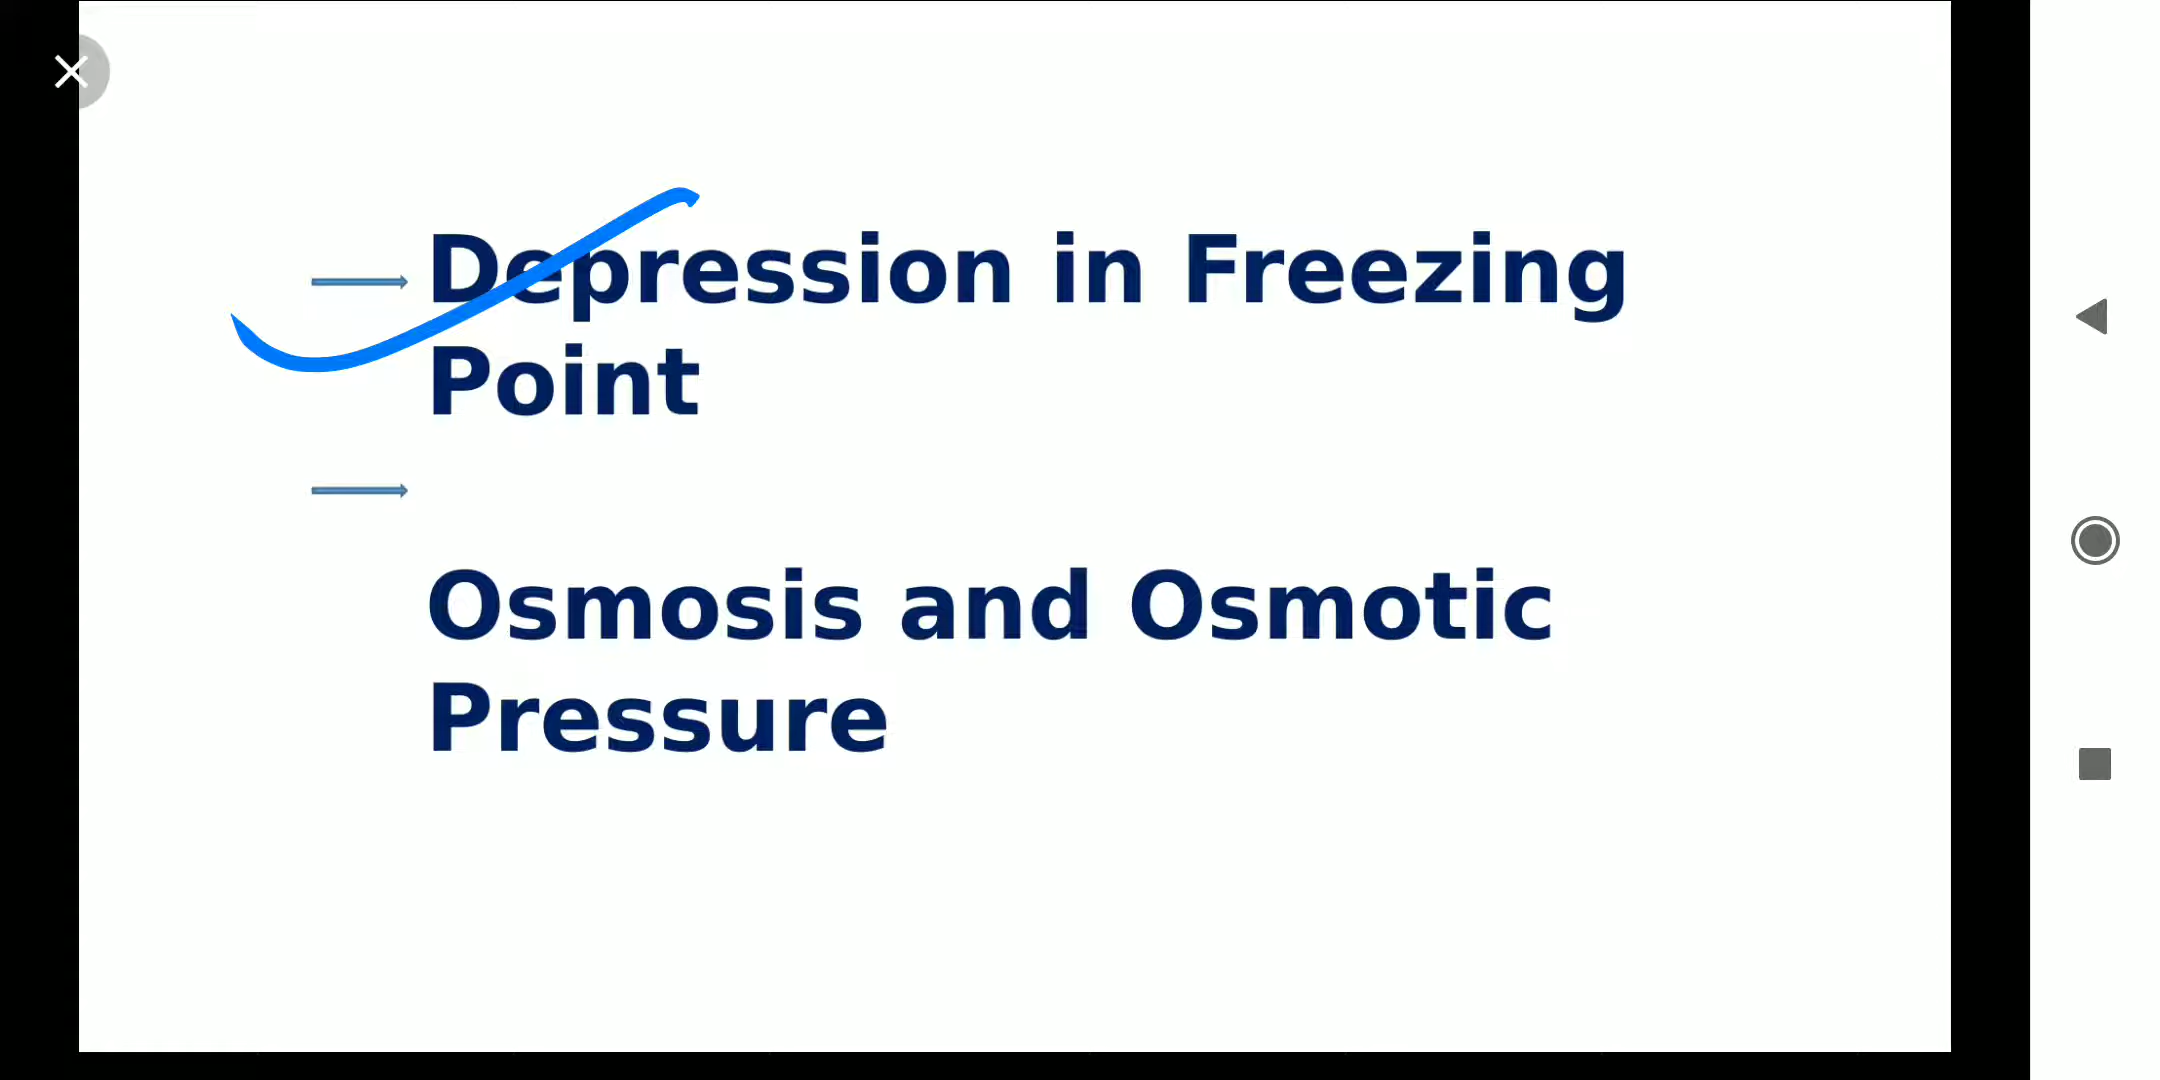 Depression in Freezing
Point
Osmosis and Osmotic
Pressure